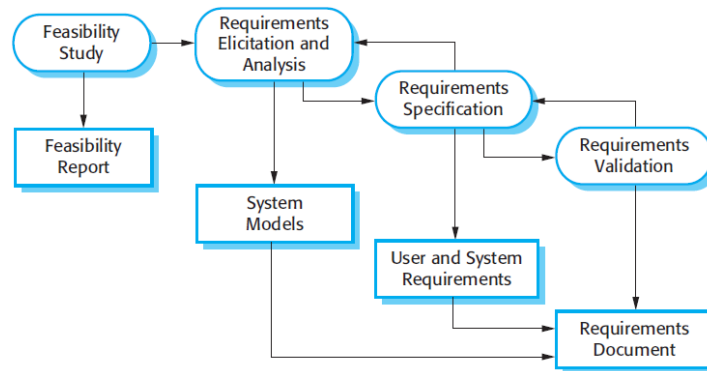 Feasibility
Study
Requirements
Elicitation and
Analysis
Requirements
Specification
Requirements
Validation
Feasibility
Report
System
Models
User and System
Requirements
Requirements
Document